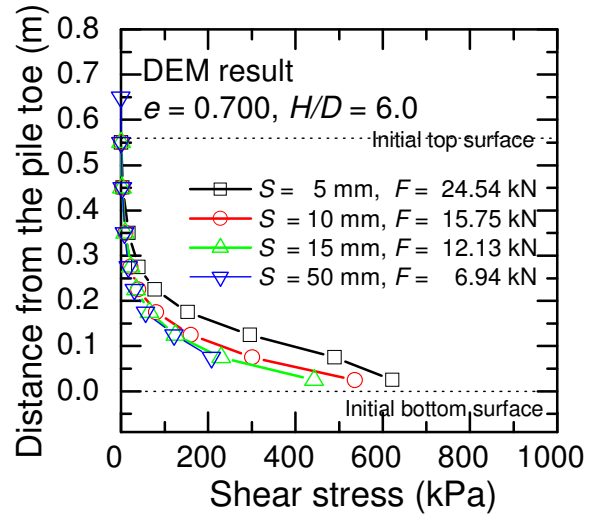 Distance from the pile toe (m)
0.8
0.7
0.6
0.5
0.4
0.3
0.2
0.1
0.0
DEM result
e = 0.700, H/D = 6.0
Initial top surface
S = 5 mm, F = 24.54 kN
S = 10 mm, F = 15.75 kN
S = 15 mm, F = 12.13 kN
S = 50 mm, F = 6.94 kN
Initial bottom surface
0 200 400 600 800 1000
Shear stress (kPa)